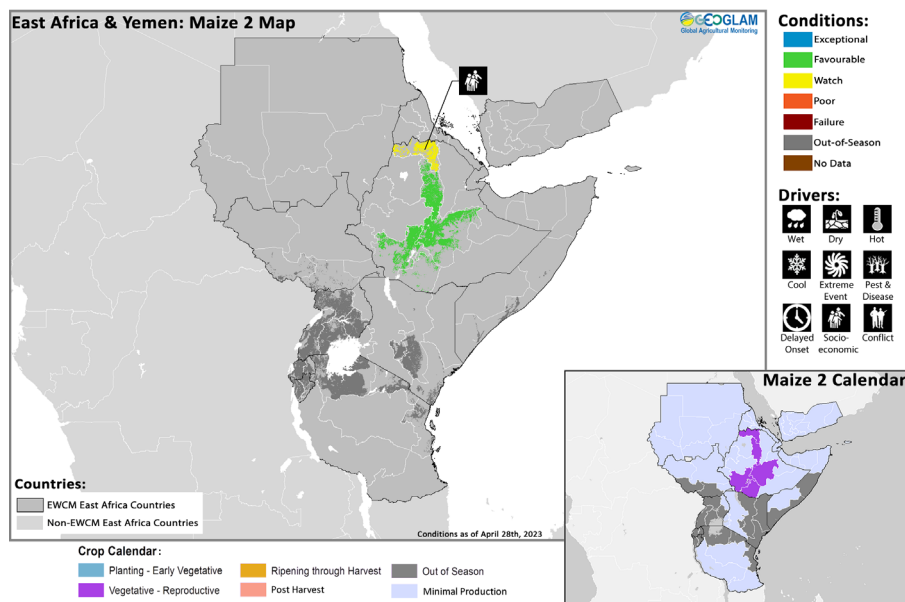 East Africa & Yemen: Maize 2 Map
GEOGLAM
Global Agricultural Monitoring
Conditions:
Exceptional
Favourable
Watch
Poor
Failure
Out-of-Season
No Data
Drivers:
Wet
Dry
Hot
Cool
Extreme
Event
Pest &
Disease
Delayed
Onset
Socio-
economic
Conflict
Maize 2 Calendar
Countries:
EWCM East Africa Countries
Non-EWCM East Africa Countries
Conditions as of April 28th, 2023
Crop Calendar:
Planting - Early Vegetative
Ripening through Harvest
Out of Season
Vegetative - Reproductive
Post Harvest
Minimal Production